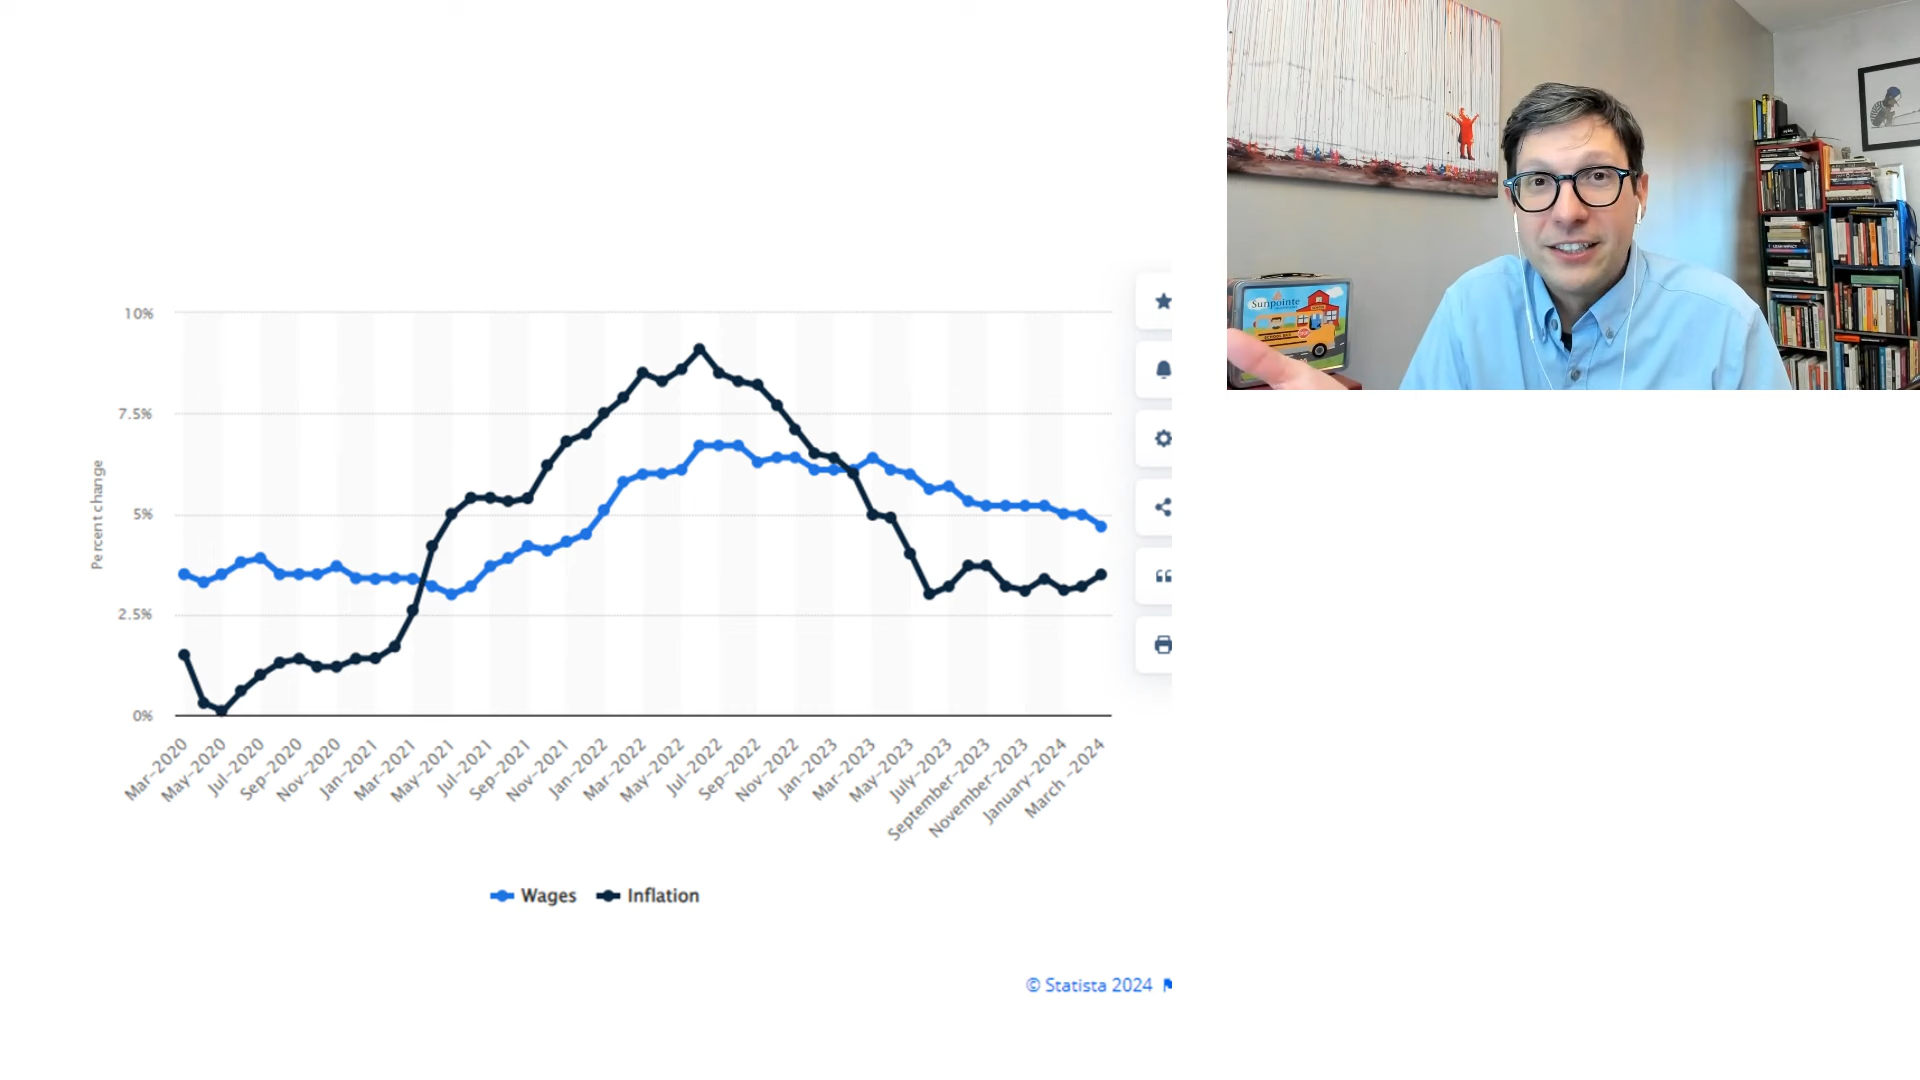 10%
7.5%
5%
2.5%
0%
Percent change
Mar-2020
May-2020
Jul-2020
Sep-2020
Nov-2020
Jan-2021
Mar-2021
May-2021
Jul-2021
Sep-2021
Nov-2021
Jan-2022
Mar-2022
May-2022
Jul-2022
Sep-2022
Nov-2022
Jan-2023
Mar-2023
May-2023
July-2023
September-2023
November-2023
January-2024
March -2024
Wages
Inflation
© Statista 2024
Sunpointe
SCHOOL BUS